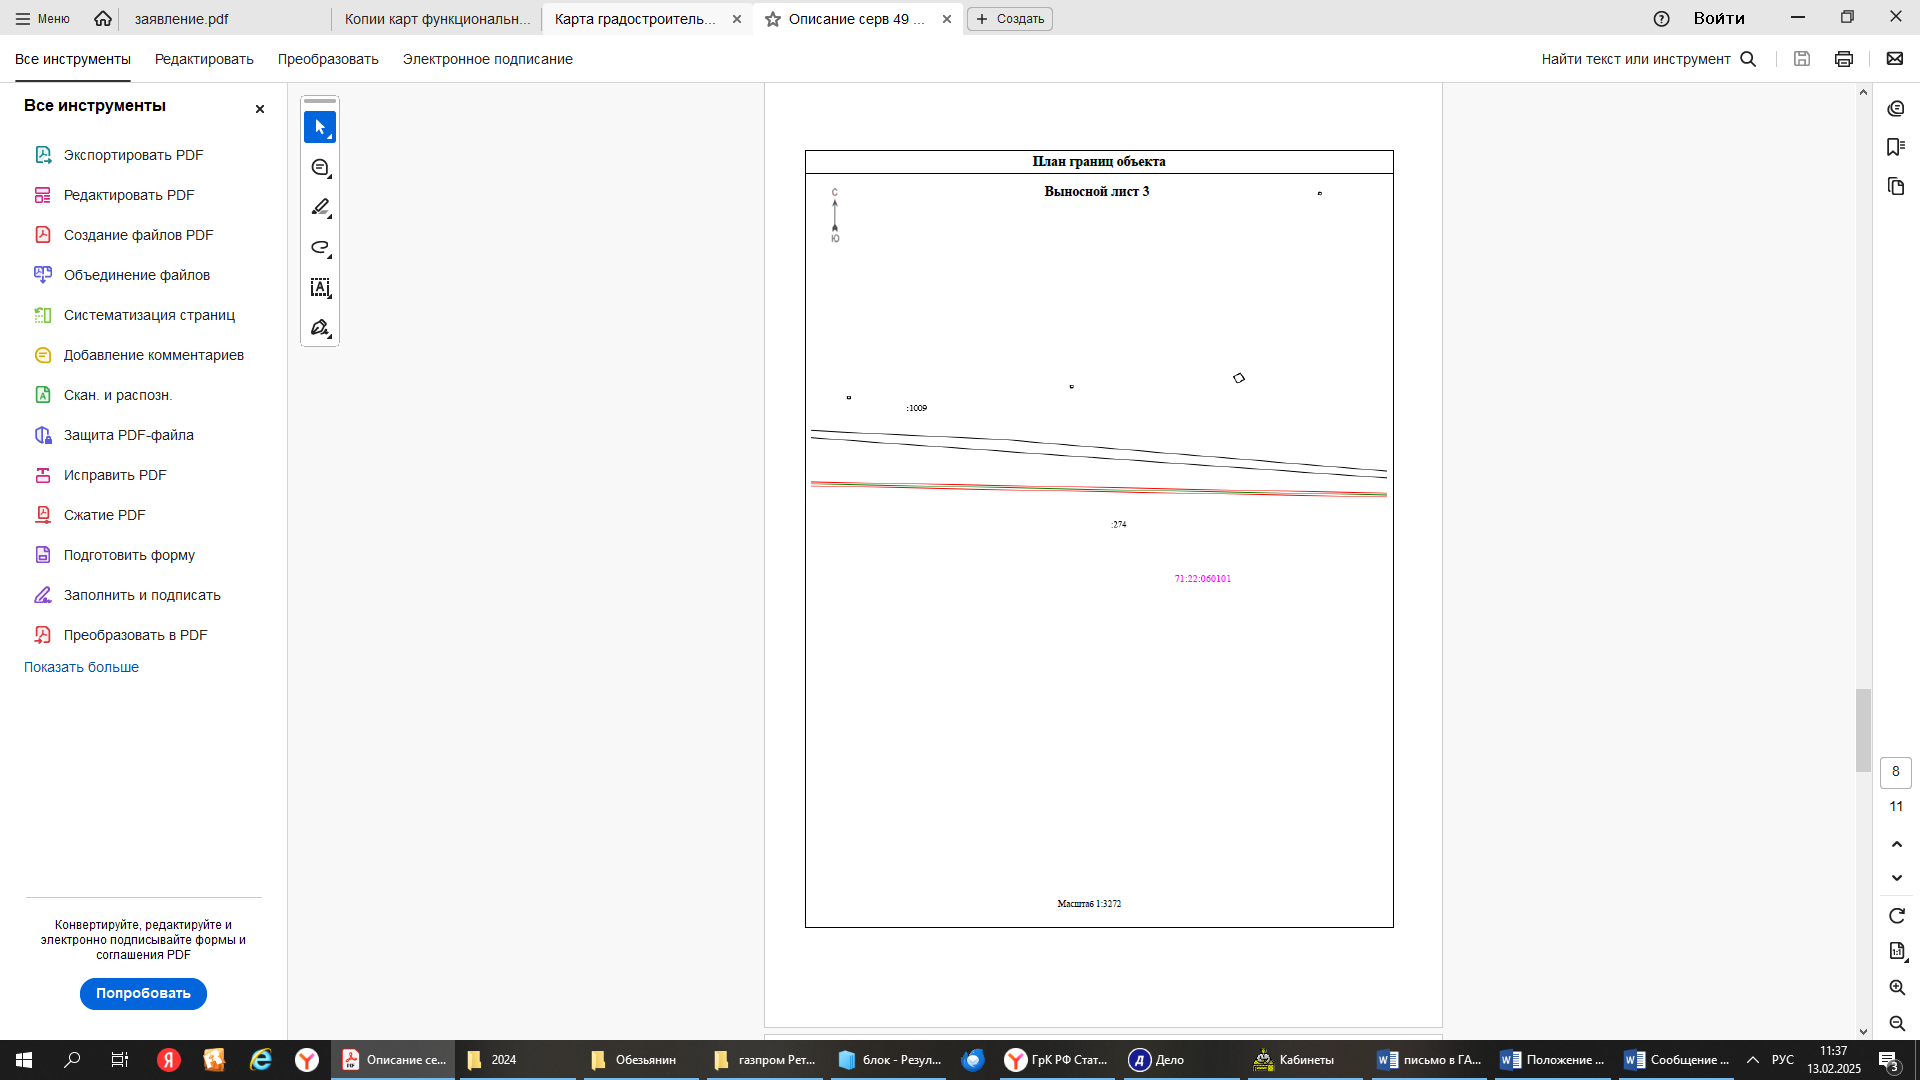 Меню
заявление.pdf
Копии карт функциональн...
Карта градостроитель...
Описание серв 49 ...
Создать
Войти
Все инструменты
Редактировать
Преобразовать
Электронное подписание
Найти текст или инструмент
Все инструменты
Экспортировать PDF
Редактировать PDF
Создание файлов PDF
Объединение файлов
Систематизация страниц
Добавление комментариев
Скан. и распозн.
Защита PDF-файла
Исправить PDF
Сжатие PDF
Подготовить форму
Заполнить и подписать
Преобразовать в PDF
Показать больше
Конвертируйте, редактируйте и
электронно подписывайте формы и
соглашения PDF
Попробовать
План границ объекта
Выносной лист 3
С
Ю
:1009
:274
71:22:060101
Масштаб 1:3272
8
11
Описание се...
2024
Обезьянин
газпром Рет...
блок - Резул...
ГрК РФ Стат...
Дело
Кабинеты
письмо в ГА...
Положение ...
Сообщение ...
РУС
11:37
13.02.2025
3